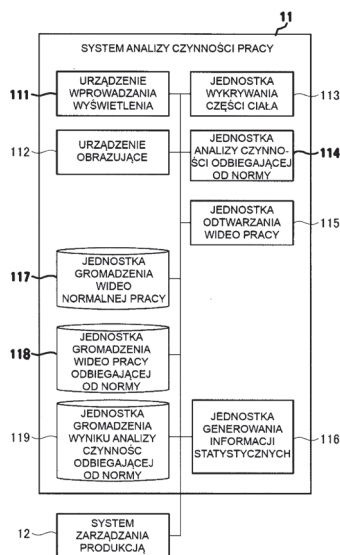 11
SYSTEM ANALIZY CZYNNOŚCI PRACY
111
URZĄDZENIE
WPROWADZANIA
WYŚWIETLENIA
JEDNOSTKA
WYKRYWANIA
CZĘŚCI CIAŁA
113
112
URZĄDZENIE
OBRAZUJĄCE
JEDNOSTKA
ANALIZY CZYNNO-
ŚCI ODBIEGAJĄCEJ
OD NORMY
114
JEDNOSTKA
ODTWARZANIA
WIDEO PRACY
115
117
JEDNOSTKA
GROMADZENIA
WIDEO
NORMALNEJ PRACY
118
JEDNOSTKA
GROMADZENIA
WIDEO PRACY
ODBIEGAJĄCEJ
OD NORMY
119
JEDNOSTKA
GROMADZENIA
WYNIKU ANALIZY
CZYNNOŚC
ODBIEGAJĄCEJ
OD NORMY
JEDNOSTKA
GENEROWANIA
INFORMACJI
STATYSTYCZNYCH
116
12
SYSTEM
ZARZĄDZANIA
PRODUKCJĄ